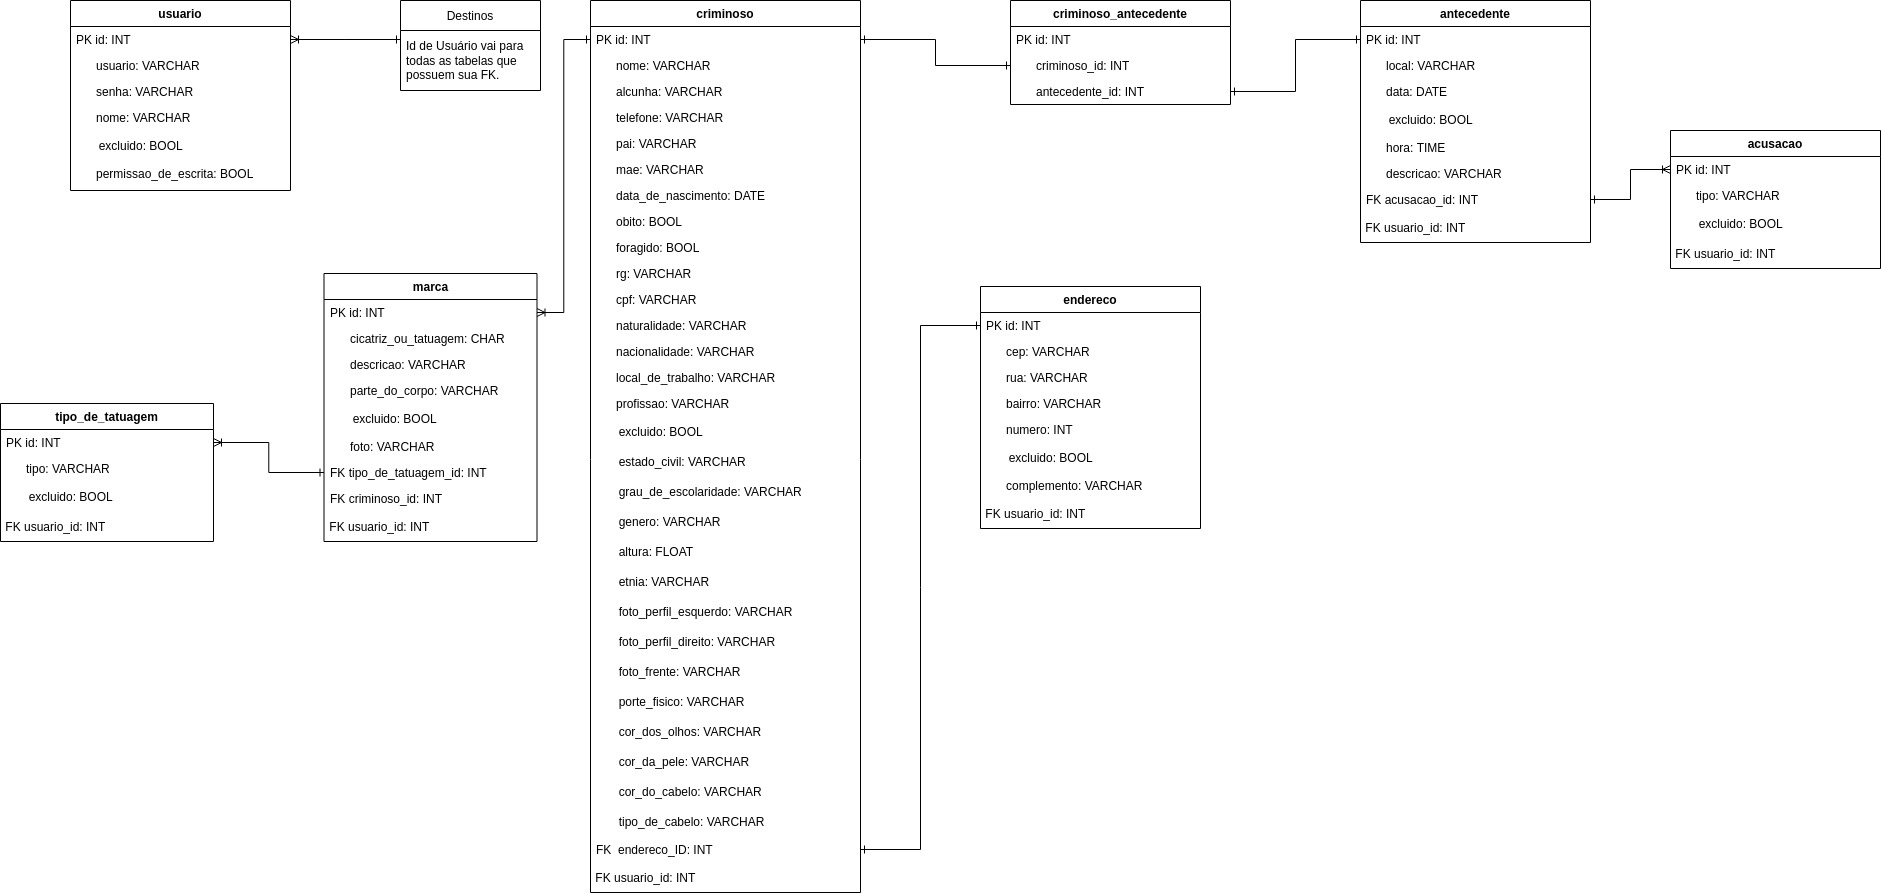 usuario
PK id: INT
usuario: VARCHAR
senha: VARCHAR
nome: VARCHAR
excluido: BOOL
permissao_de_escrita: BOOL
Destinos
Id de Usuário vai para
todas as tabelas que
possuem sua FK.
criminoso
PK id: INT
nome: VARCHAR
alcunha: VARCHAR
telefone: VARCHAR
pai: VARCHAR
mae: VARCHAR
data_de_nascimento: DATE
obito: BOOL
foragido: BOOL
rg: VARCHAR
cpf: VARCHAR
naturalidade: VARCHAR
nacionalidade: VARCHAR
local_de_trabalho: VARCHAR
profissao: VARCHAR
excluido: BOOL
estado_civil: VARCHAR
grau_de_escolaridade: VARCHAR
genero: VARCHAR
altura: FLOAT
etnia: VARCHAR
foto_perfil_esquerdo: VARCHAR
foto_perfil_direito: VARCHAR
foto_frente: VARCHAR
porte_fisico: VARCHAR
cor_dos_olhos: VARCHAR
cor_da_pele: VARCHAR
cor_do_cabelo: VARCHAR
tipo_de_cabelo: VARCHAR
FK  endereco_ID: INT
FK usuario_id: INT
criminoso_antecedente
PK id: INT
criminoso_id: INT
antecedente_id: INT
antecedente
PK id: INT
local: VARCHAR
data: DATE
excluido: BOOL
hora: TIME
descricao: VARCHAR
FK acusacao_id: INT
FK usuario_id: INT
acusacao
PK id: INT
tipo: VARCHAR
excluido: BOOL
FK usuario_id: INT
marca
PK id: INT
cicatriz_ou_tatuagem: CHAR
descricao: VARCHAR
parte_do_corpo: VARCHAR
excluido: BOOL
foto: VARCHAR
FK tipo_de_tatuagem_id: INT
FK criminoso_id: INT
FK usuario_id: INT
endereco
PK id: INT
cep: VARCHAR
rua: VARCHAR
bairro: VARCHAR
numero: INT
excluido: BOOL
complemento: VARCHAR
FK usuario_id: INT
tipo_de_tatuagem
PK id: INT
tipo: VARCHAR
excluido: BOOL
FK usuario_id: INT